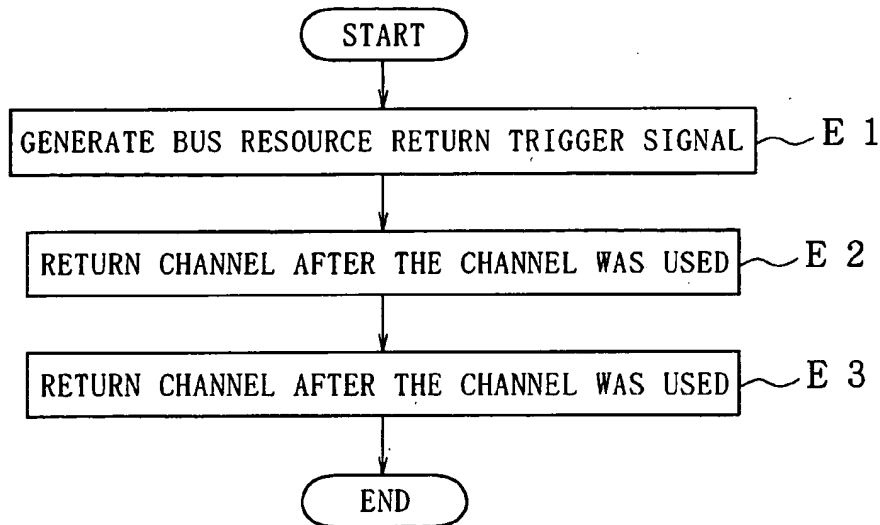 START
GENERATE BUS RESOURCE RETURN TRIGGER SIGNAL
E 1
RETURN CHANNEL AFTER THE CHANNEL WAS USED
E 2
RETURN CHANNEL AFTER THE CHANNEL WAS USED
E 3
END